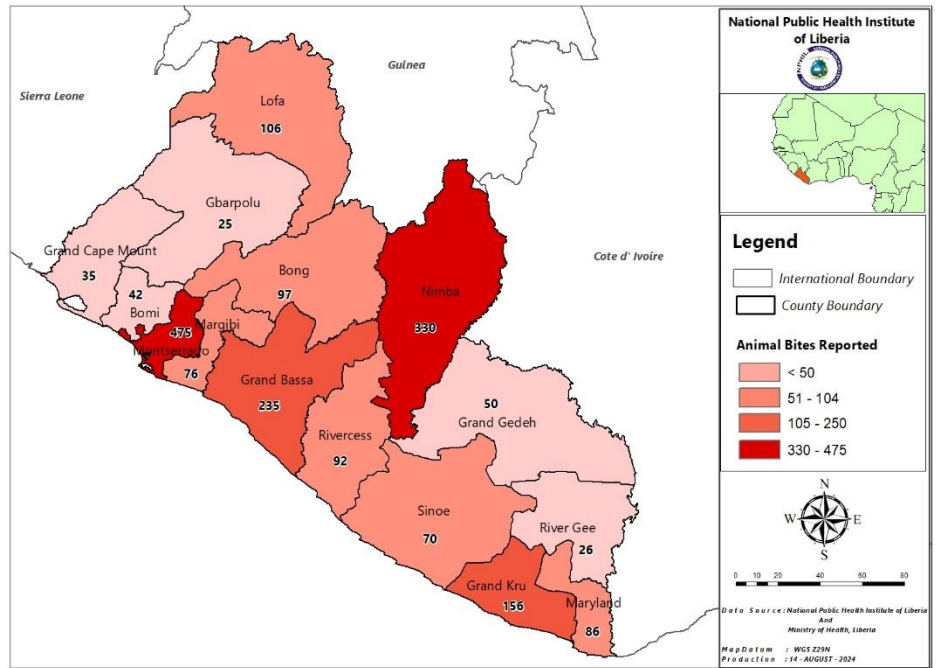 National Public Health Institute
of Liberia
Guinea
Sierra Leone
Lofa
106
Gbarpolu
25
Grand Cape Mount
35
Bong
97
Nimba
330
Cote d' Ivoire
42
Bomi
475
Montserrado
Margibi
76
Grand Bassa
235
Rivercess
92
50
Grand Gedeh
Sinoe
70
River Gee
26
Grand Kru
156
Maryland
86
Legend
International Boundary
County Boundary
Animal Bites Reported
< 50
51 - 104
105 - 250
330 - 475
N
W E
S
0 10 20 40 60 80
Data Source: National Public Health Institute of Liberia
And
Ministry of Health, Liberia
Map Datum : WGS Z29N
Production : 14 - AUGUST - 2024